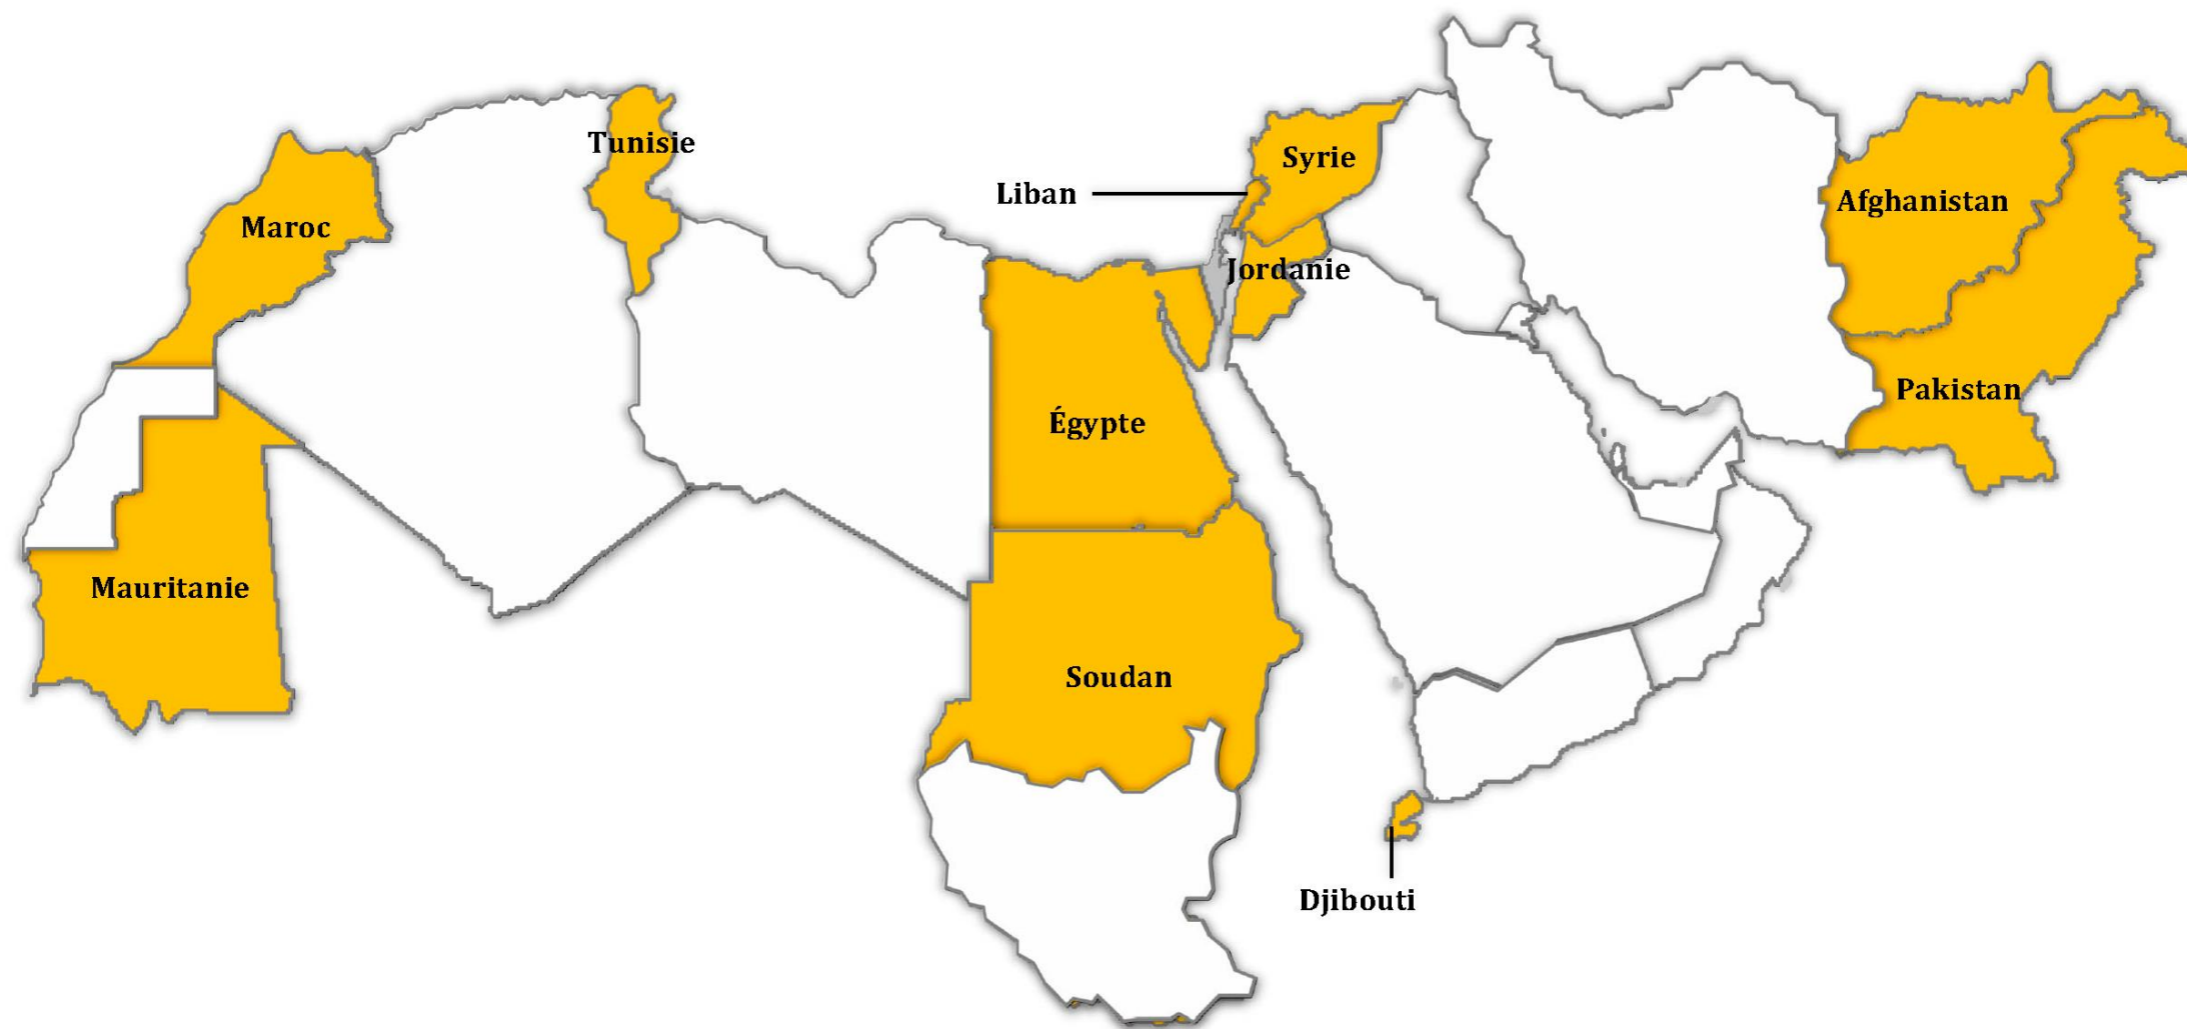 Tunisie
Syrie
Liban
Afghanistan
Maroc
Jordanie
Pakistan
Égypte
Mauritanie
Soudan
Djibouti